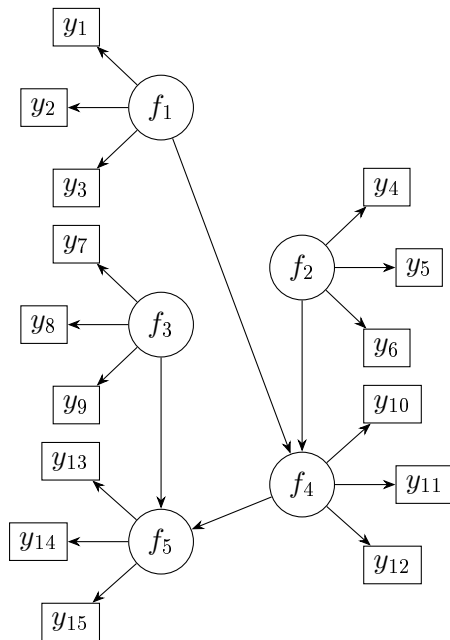 y₁
y₂ f₁
y₃ y₄
y₇ f₂ y₅
y₈ f₃ y₆
y₉ y₁₀
y₁₃ f₄ y₁₁
y₁₄ f₅ y₁₂
y₁₅